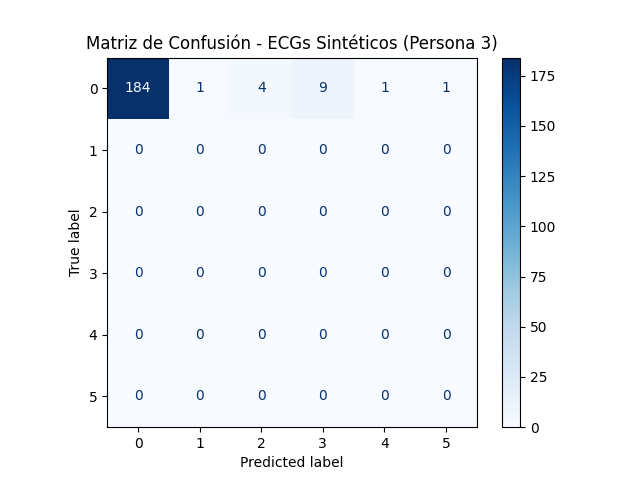 Matriz de Confusión - ECGs Sintéticos (Persona 3)
True label
0 184 1 4 9 1 1
1 0 0 0 0 0 0
2 0 0 0 0 0 0
3 0 0 0 0 0 0
4 0 0 0 0 0 0
5 0 0 0 0 0 0
0 1 2 3 4 5
Predicted label
175
150
125
100
75
50
25
0